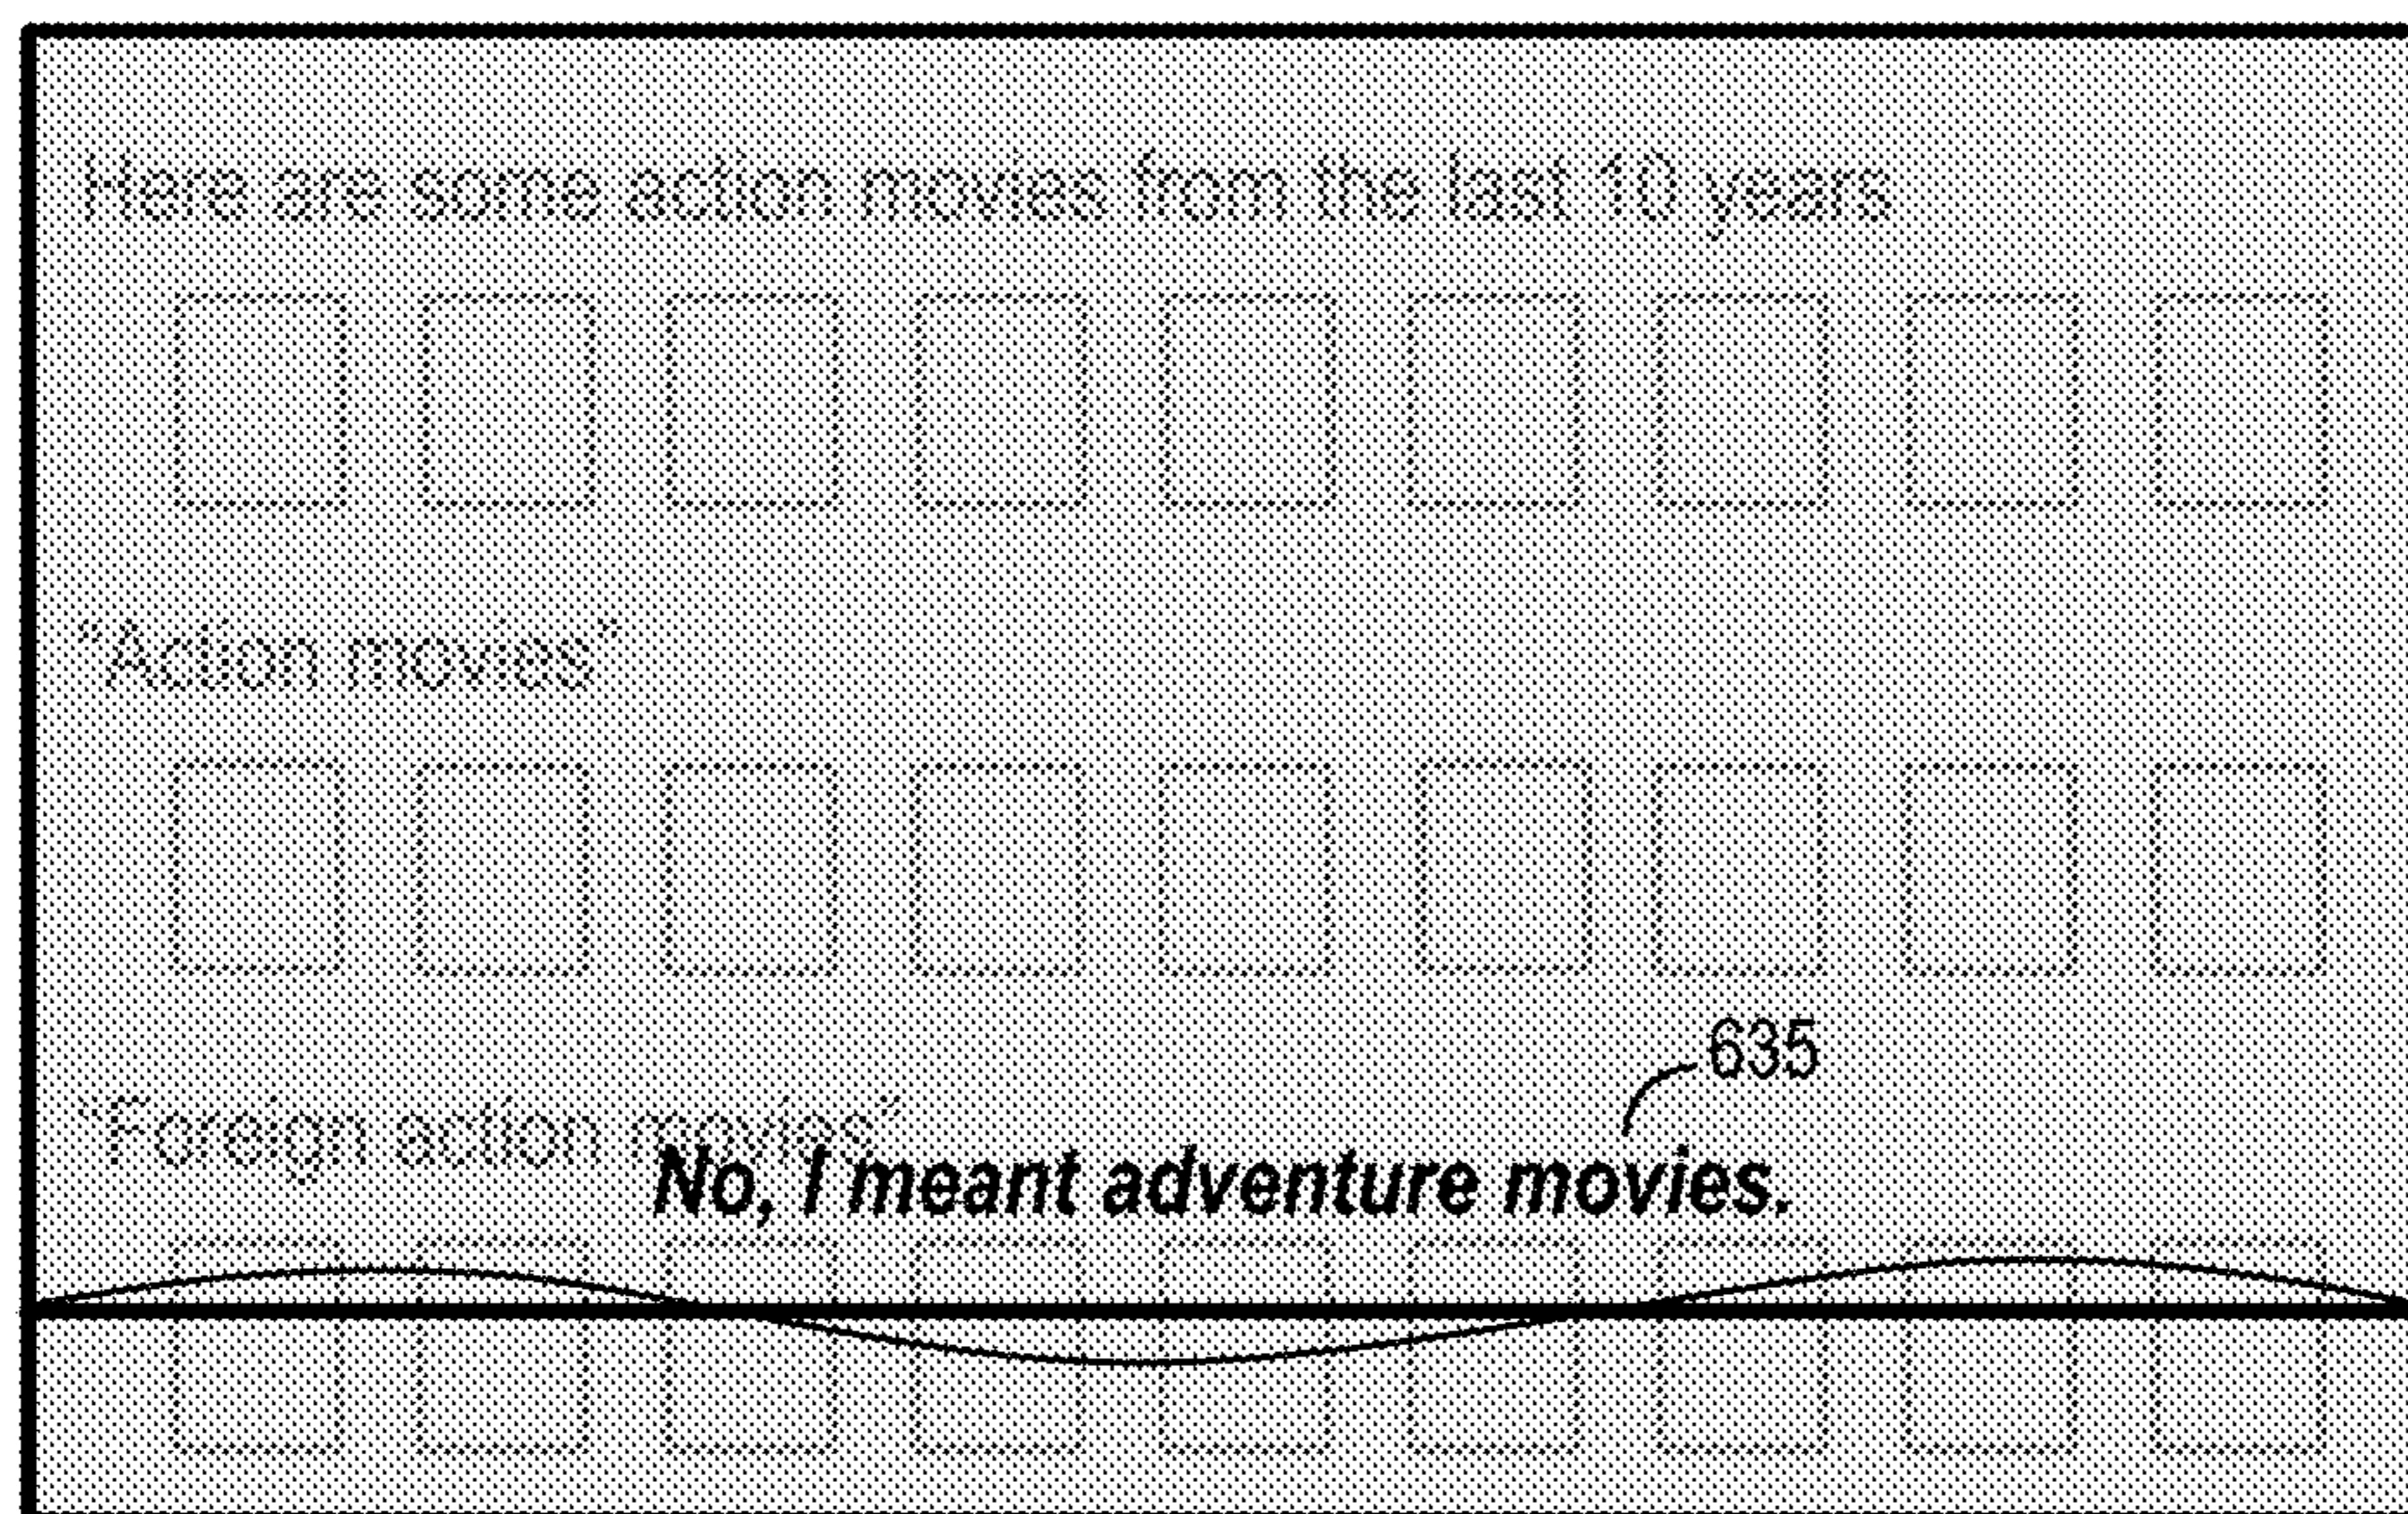 Here are some action movies from the last 10 years
"Action movies"
635
"Foreign action movies"
No, I meant adventure movies.